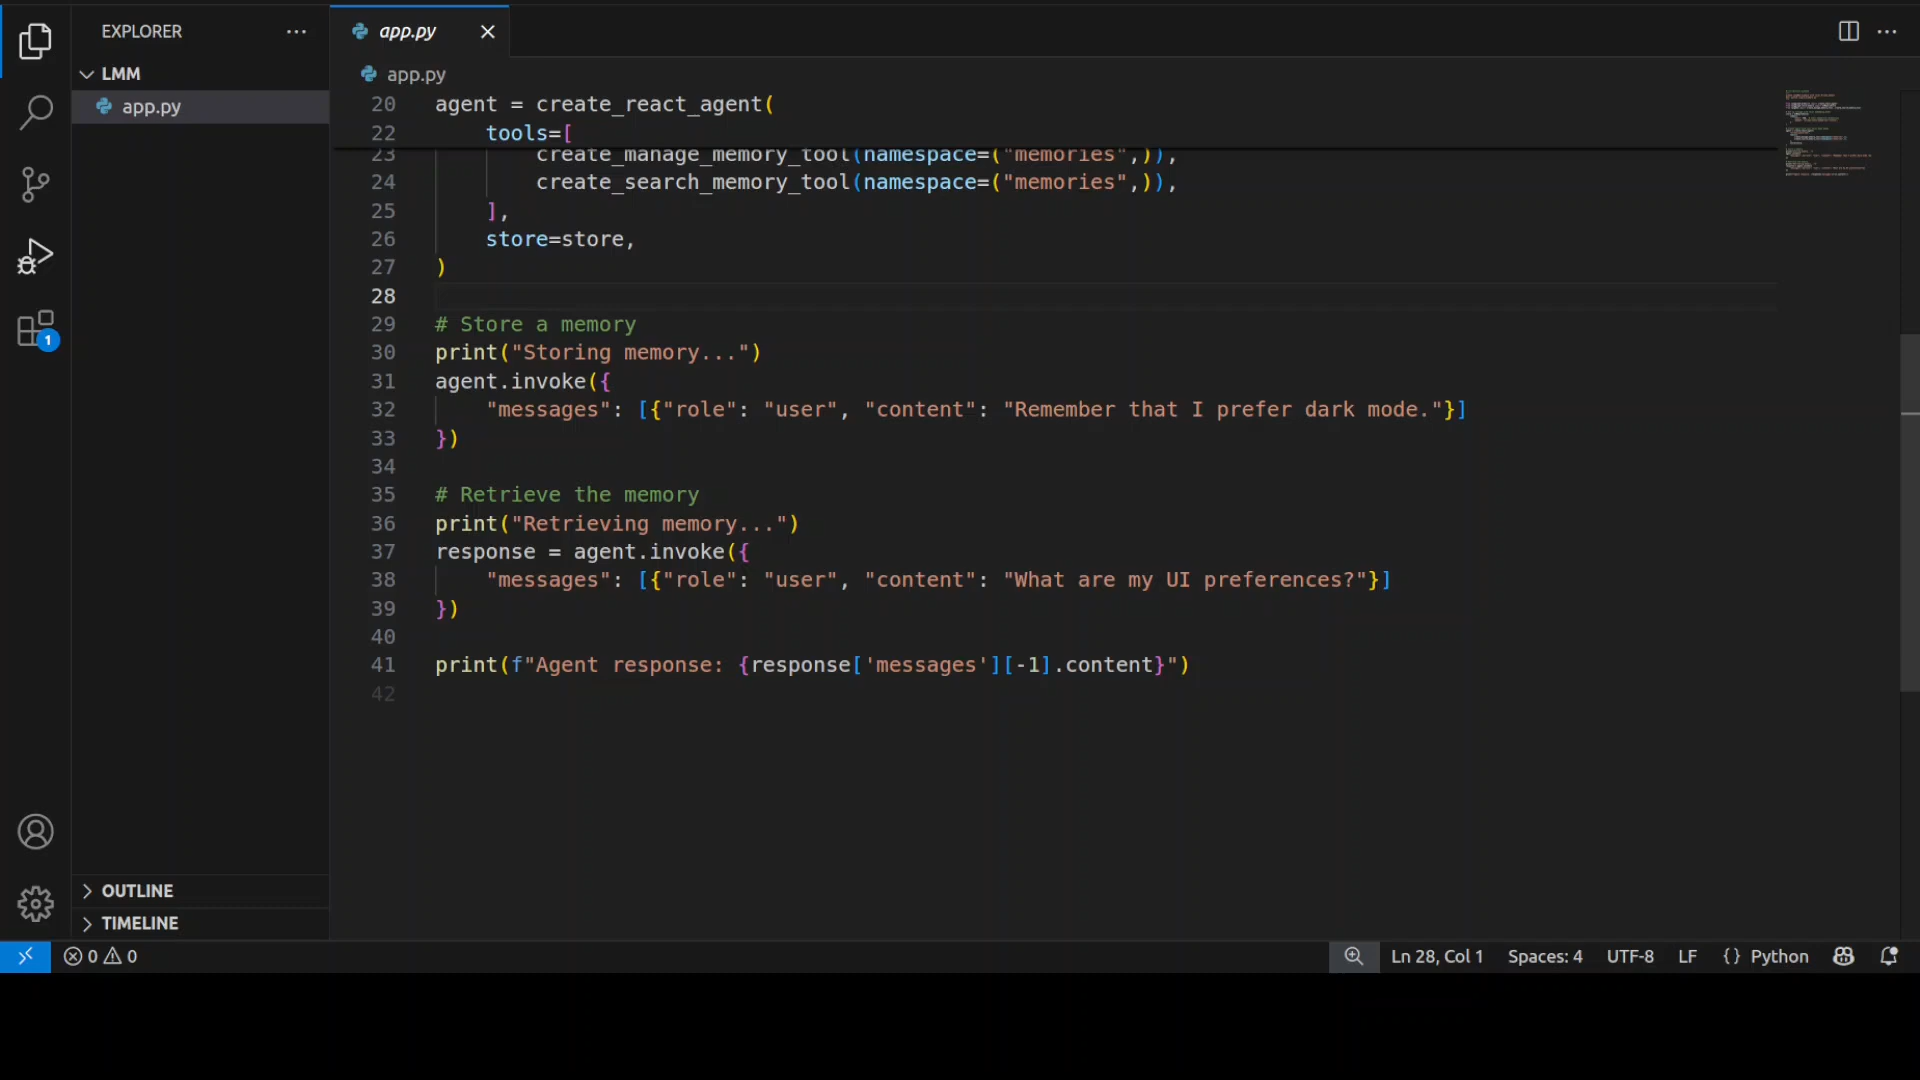 EXPLORER
LMM
app.py
app.py
app.py
20 agent = create_react_agent(
22 tools=[
23 create_manage_memory_tool(namespace=("memories",)),
24 create_search_memory_tool(namespace=("memories",)),
25 ],
26 store=store,
27 )
28
29 # Store a memory
30 print("Storing memory...")
31 agent.invoke({
32 "messages": [{"role": "user", "content": "Remember that I prefer dark mode."}]
33 })
34
35 # Retrieve the memory
36 print("Retrieving memory...")
37 response = agent.invoke({
38 "messages": [{"role": "user", "content": "What are my UI preferences?"}]
39 })
40
41 print(f"Agent response: {response['messages'][-1].content}")
42
1
OUTLINE
TIMELINE
0 0
Ln 28, Col 1 Spaces: 4 UTF-8 LF {} Python